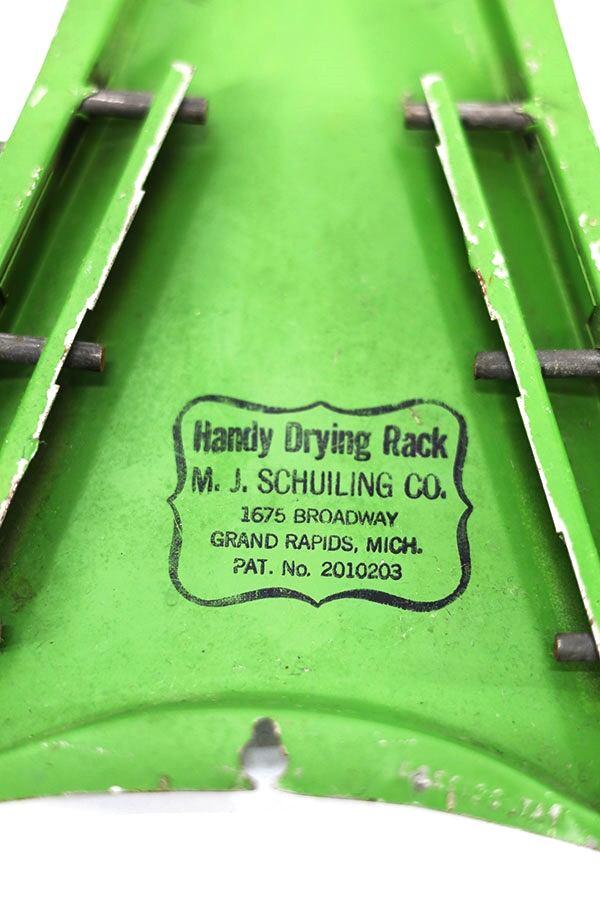 Handy Drying Rack
M. J. SCHUILING CO.
1675 BROADWAY
GRAND RAPIDS, MICH.
PAT. No. 2010203